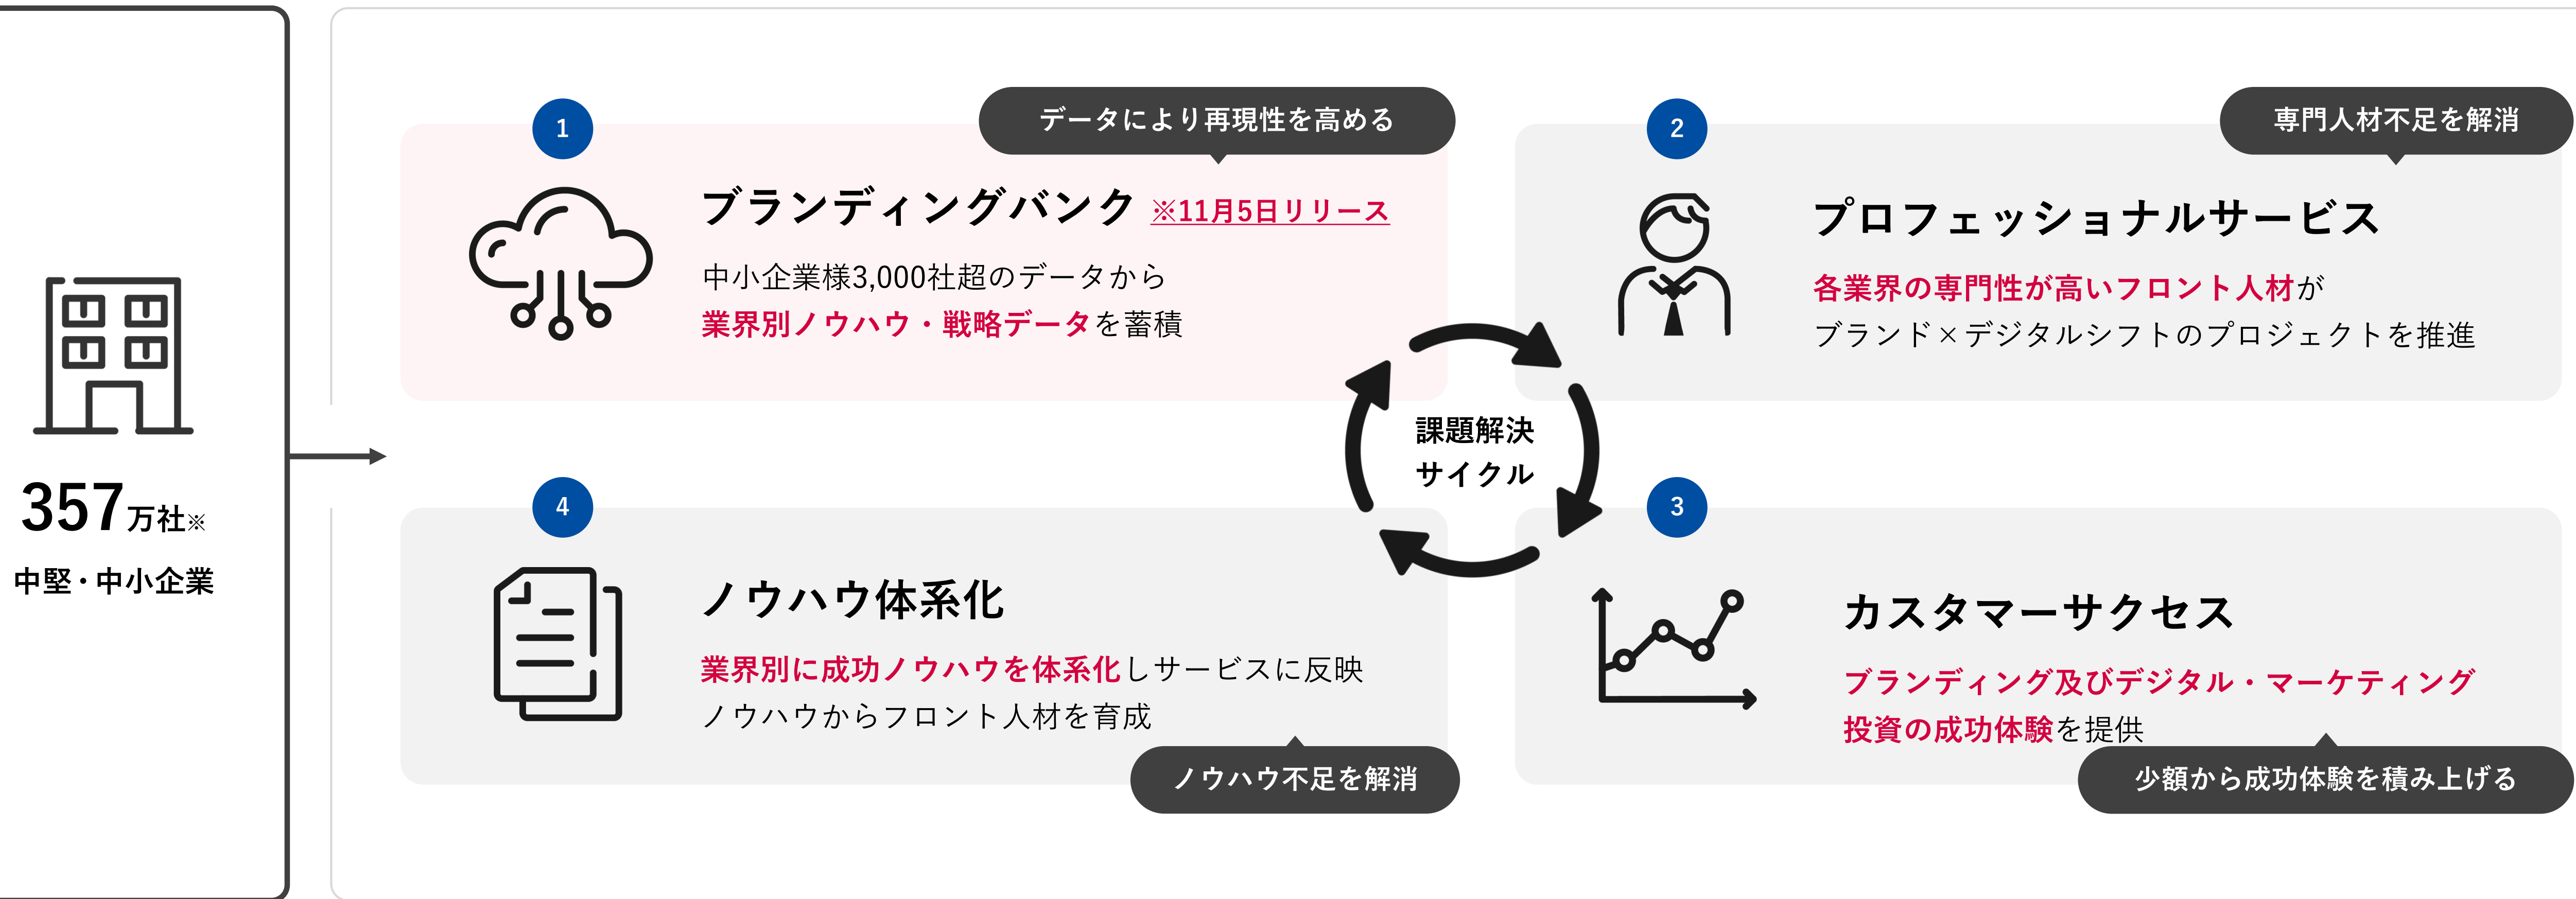 357万社※
中堅・中小企業
1
データにより再現性を高める
ブランディングバンク ※11月5日リリース
中小企業様3,000社超のデータから
業界別ノウハウ・戦略データを蓄積
2
専門人材不足を解消
プロフェッショナルサービス
各業界の専門性が高いフロント人材が
ブランド×デジタルシフトのプロジェクトを推進
課題解決
サイクル
3
カスタマーサクセス
ブランディング及びデジタル・マーケティング
投資の成功体験を提供
少額から成功体験を積み上げる
4
ノウハウ体系化
業界別に成功ノウハウを体系化しサービスに反映
ノウハウからフロント人材を育成
ノウハウ不足を解消